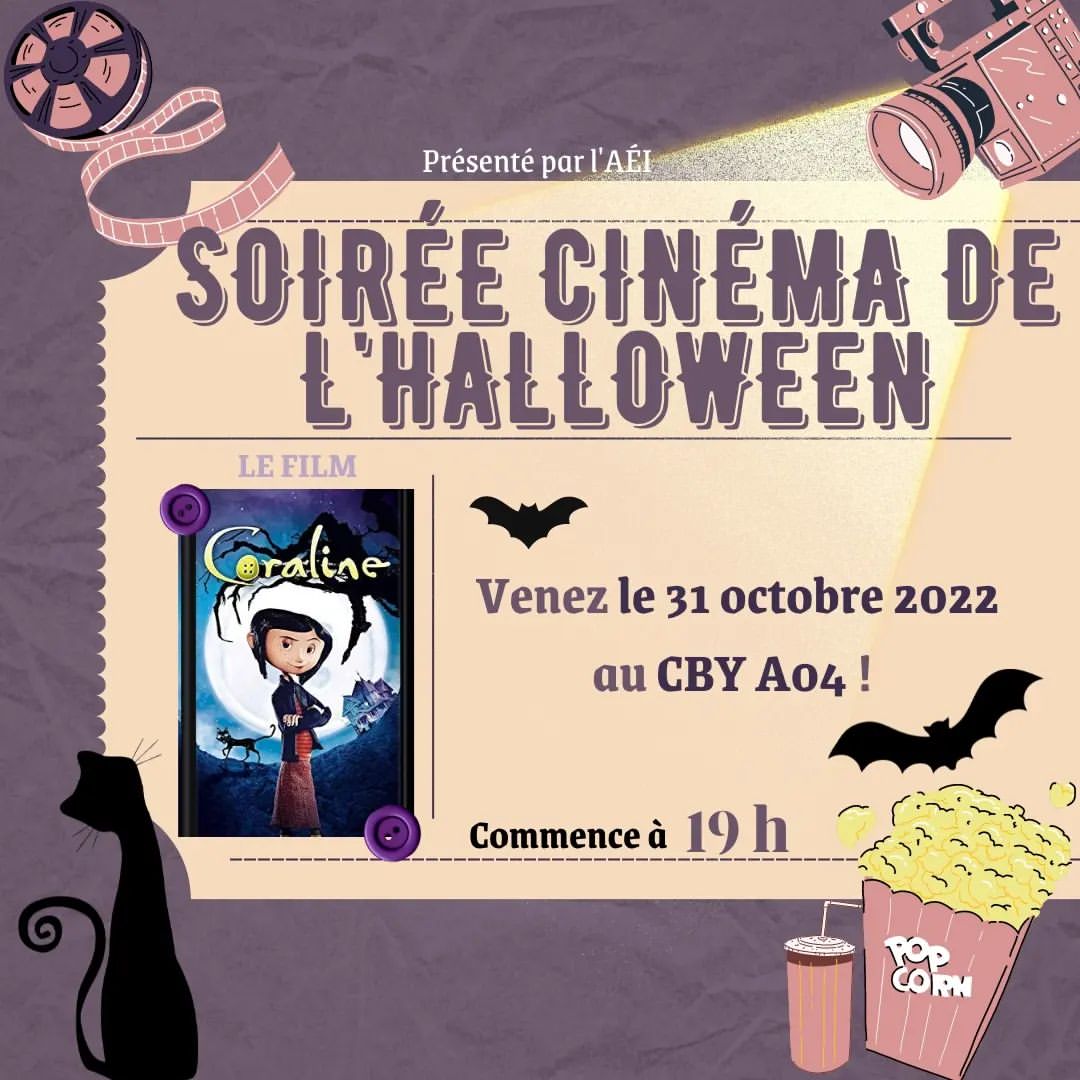 Présenté par l'AÉI
SOIRÉE CINÉMA DE
L'HALLOWEEN
LE FILM
Coraline
Venez le 31 octobre 2022
au CBY A04 !
Commence à 19 h
POP
CORN